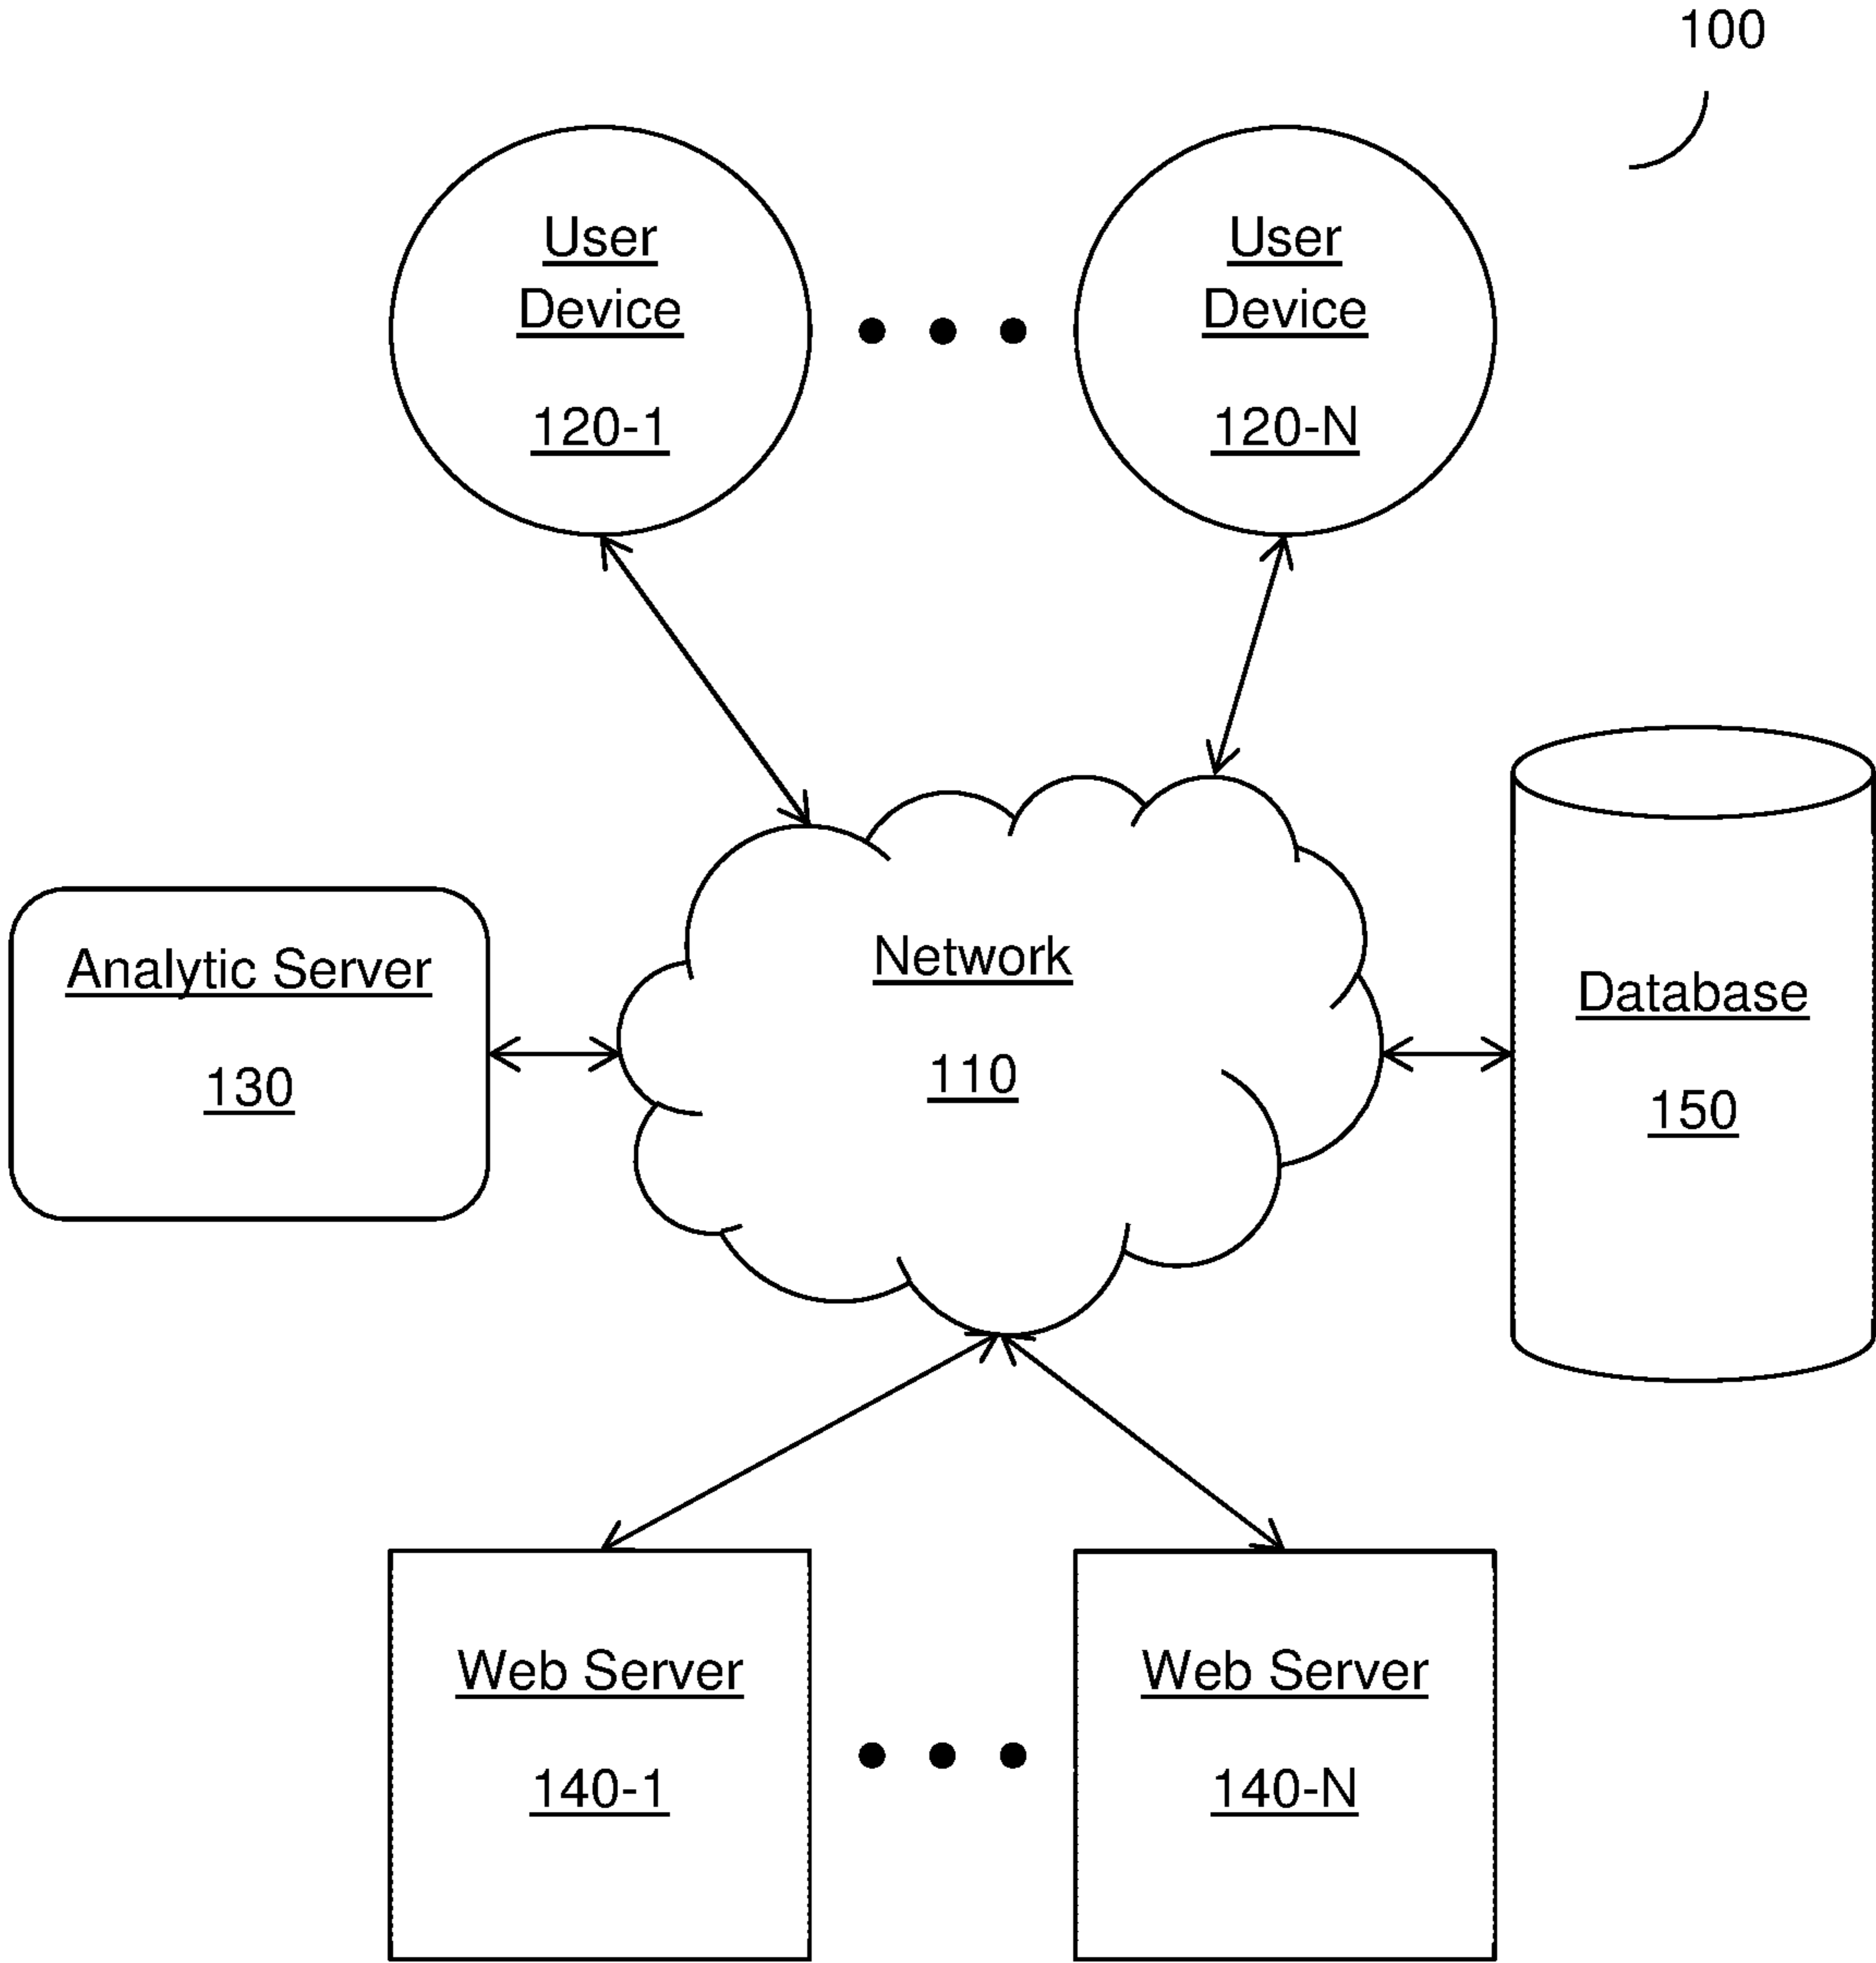 100
User
Device
120-1
User
Device
120-N
Analytic Server
130
Network
110
Database
150
Web Server
140-1
Web Server
140-N